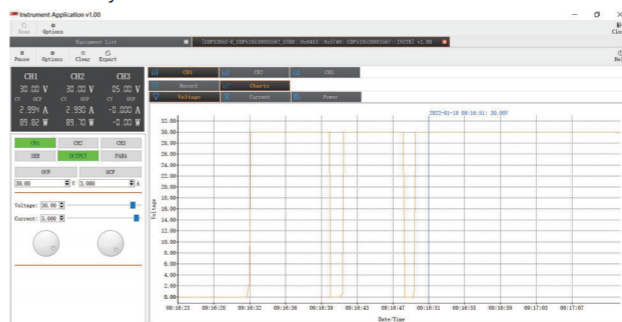 Instrument Application v1.00
Scan Options
Equipment List
Pause Options Clear Export
CH1 CH2 CH3
30.00 V 30.00 V 05.00 V
CV OCP CV OCP CV OCP
2.994 A 2.990 A -0.000 A
89.82 W 89.70 W -0.00 W
CH1 CH2 CH3
CH1 CH2 CH3
SER OUTPUT PARA
OVP OCP
30.00 V 5.000 A
Voltage: 30.00
Current: 5.000
Record Charts
Voltage Current Power
2022-01-18 09:16:51: 30.00V
32.00
30.00
28.00
26.00
24.00
22.00
20.00
18.00
16.00
14.00
12.00
10.00
8.00
6.00
4.00
2.00
0.00
Voltage
09:16:23 09:16:28 09:16:32 09:16:36 09:16:39 09:16:43 09:16:47 09:16:51 09:16:55 09:16:59 09:17:03 09:17:07
Date/Time